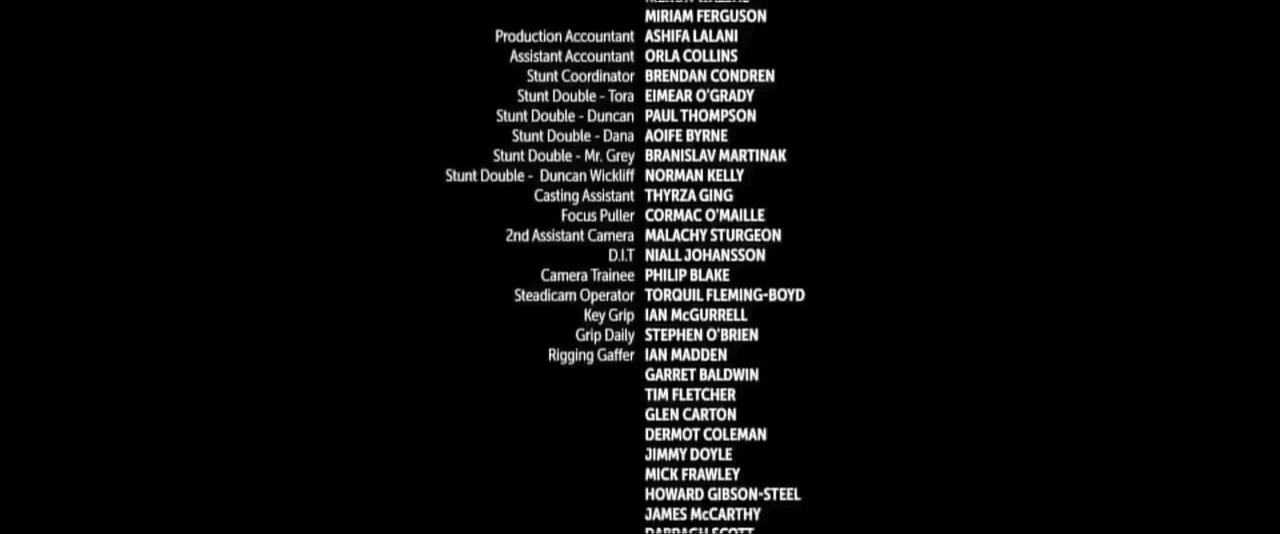 MIRIAM FERGUSON
Production Accountant ASHIFA LALANI
Assistant Accountant ORLA COLLINS
Stunt Coordinator BRENDAN CONDREN
Stunt Double - Tora EIMEAR O'GRADY
Stunt Double - Duncan PAUL THOMPSON
Stunt Double - Dana AOIFE BYRNE
Stunt Double - Mr. Grey BRANISLAV MARTINAK
Stunt Double - Duncan Wickliff NORMAN KELLY
Casting Assistant THYRZA GING
Focus Puller CORMAC O'MAILLE
2nd Assistant Camera MALACHY STURGEON
D.I.T NIALL JOHANSSON
Camera Trainee PHILIP BLAKE
Steadicam Operator TORQUIL FLEMING-BOYD
Key Grip IAN McGURRELL
Grip Daily STEPHEN O'BRIEN
Rigging Gaffer IAN MADDEN
GARRET BALDWIN
TIM FLETCHER
GLEN CARTON
DERMOT COLEMAN
JIMMY DOYLE
MICK FRAWLEY
HOWARD GIBSON-STEEL
JAMES McCARTHY